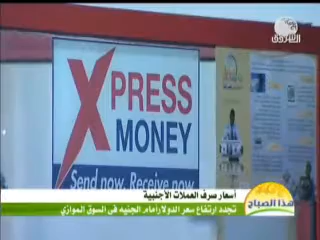 الشروق
XPRESS
MONEY
Send now. Receive now
أسعار صرف العملات الأجنبية
تجدد ارتفاع سعر الدولار أمام الجنيه في السوق الموازي
هذا الصباح